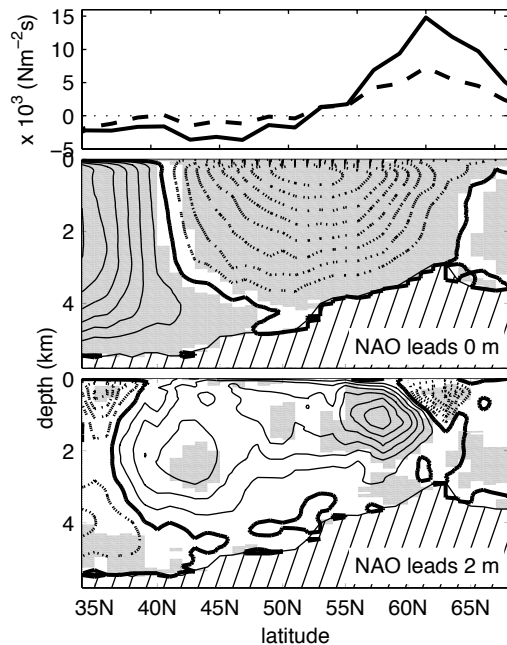 x 10³ (Nm⁻²s)
15
10
5
0
−5
0
2
4
NAO leads 0 m
depth (km)
0
2
4
NAO leads 2 m
35N 40N 45N 50N 55N 60N 65N
latitude